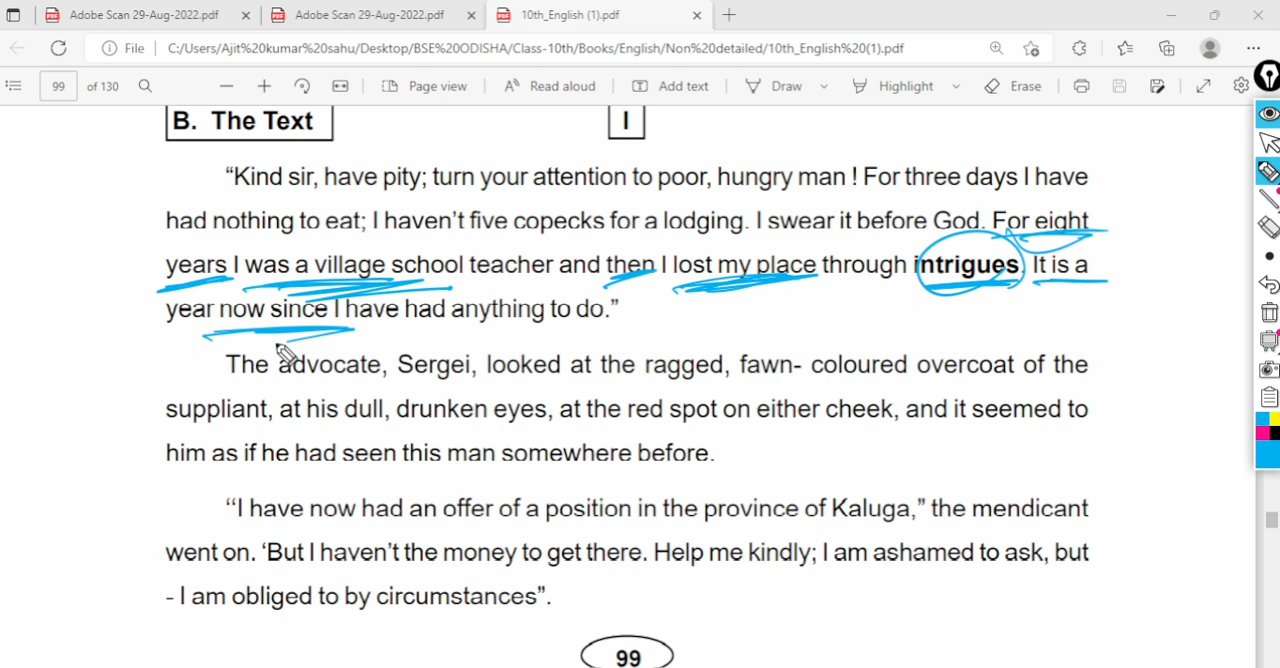 Adobe Scan 29-Aug-2022.pdf Adobe Scan 29-Aug-2022.pdf 10th_English (1).pdf
File C:/Users/Ajit%20kumar%20sahu/Desktop/BSE%20ODISHA/Class-10th/Books/English/Non%20detailed/10th_English%20(1).pdf
99 of 130 Page view Read aloud Add text Draw Highlight Erase
B. The Text I
“Kind sir, have pity; turn your attention to poor, hungry man ! For three days I have
had nothing to eat; I haven’t five copecks for a lodging. I swear it before God. For eight
years I was a village school teacher and then I lost my place through intrigues. It is a
year now since I have had anything to do.”
The advocate, Sergei, looked at the ragged, fawn- coloured overcoat of the
suppliant, at his dull, drunken eyes, at the red spot on either cheek, and it seemed to
him as if he had seen this man somewhere before.
‘‘I have now had an offer of a position in the province of Kaluga,” the mendicant
went on. ‘But I haven’t the money to get there. Help me kindly; I am ashamed to ask, but
- I am obliged to by circumstances”.
99